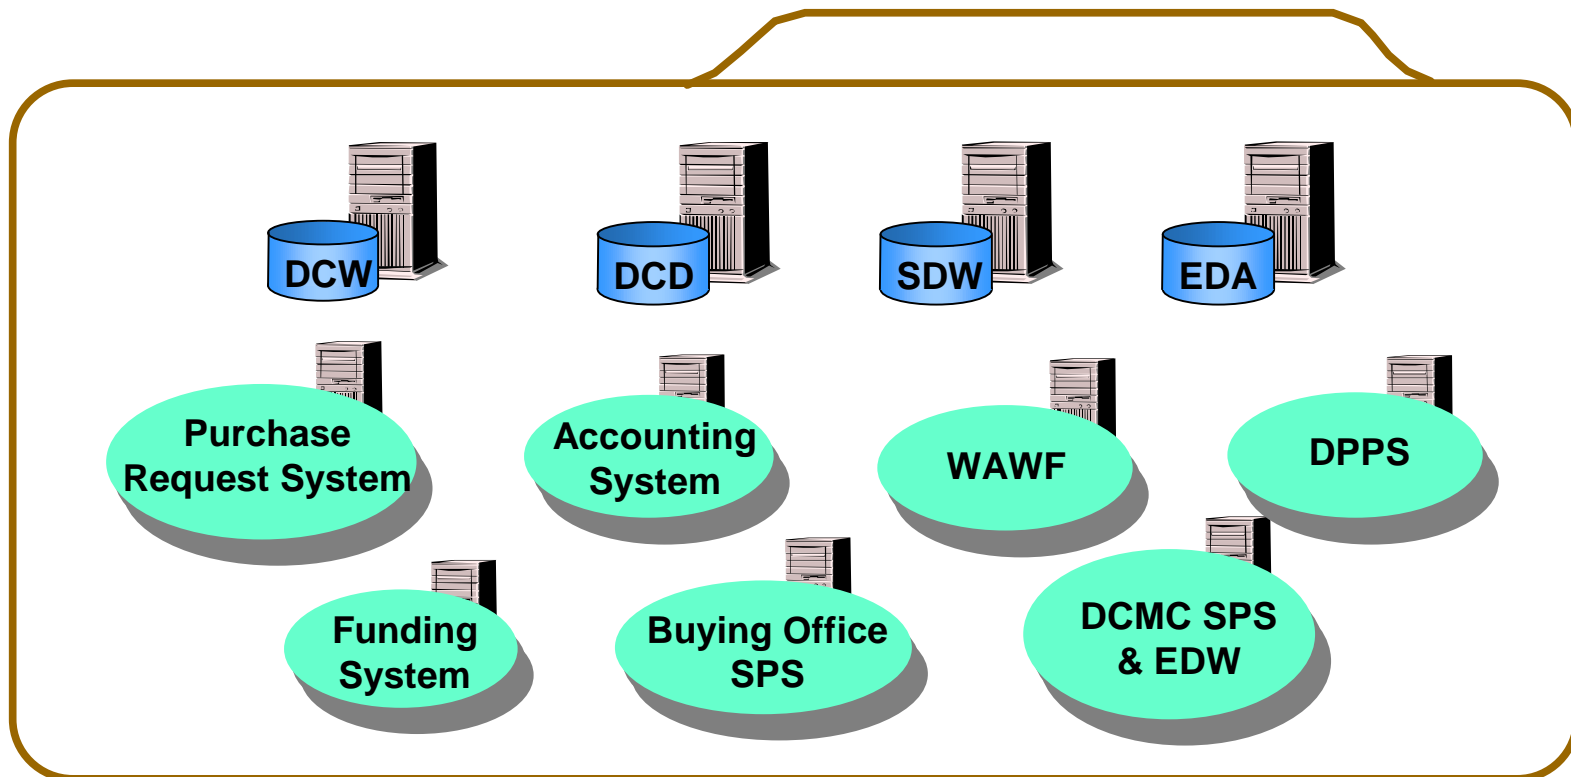 DCW
DCD
SDW
EDA
Purchase
Request System
Accounting
System
WAWF
DPPS
Funding
System
Buying Office
SPS
DCMC SPS
& EDW